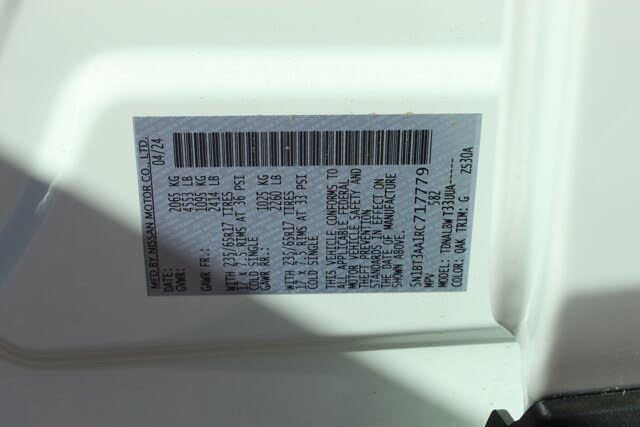 MFD BY NISSAN MOTOR CO., LTD.
DATE: 04/24
GVWR: 2065 KG
4553 LB
GAWR FR.: 1095 KG
2414 LB
WITH 235/65R17 TIRES
17 X 7.5 RIMS AT 36 PSI
COLD SINGLE
GAWR RR.: 1025 KG
2260 LB
WITH 235/65R17 TIRES
17 X 7.5 RIMS AT 33 PSI
COLD SINGLE
THIS VEHICLE CONFORMS TO
ALL APPLICABLE FEDERAL
MOTOR VEHICLE SAFETY AND
THEFT PREVENTION
STANDARDS IN EFFECT ON
THE DATE OF MANUFACTURE
SHOWN ABOVE.
5N1BT3AA1RC717779
MPV 582
MODEL:
COLOR: QAK TRIM: G ZS30A